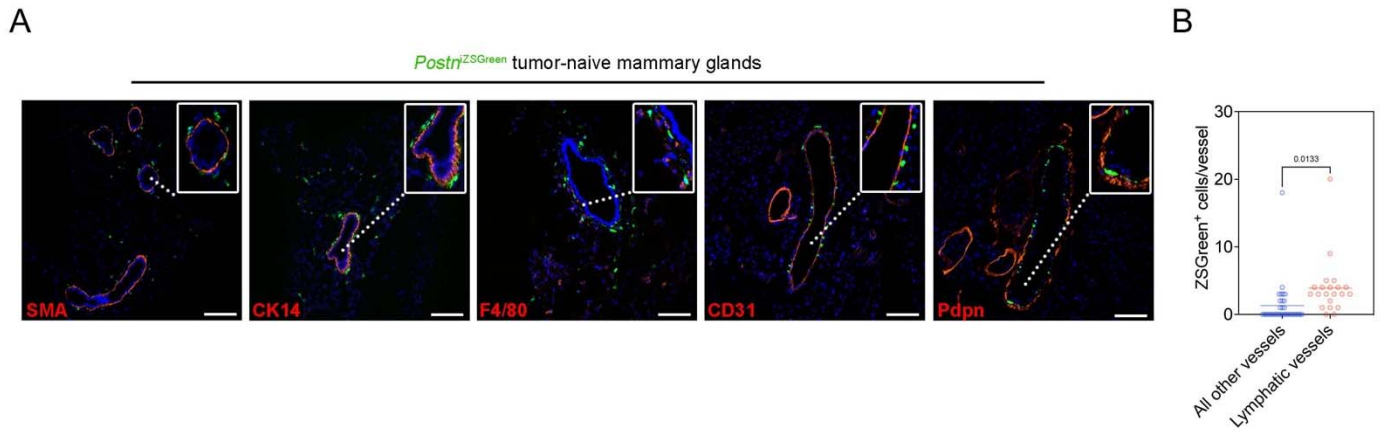 A
PostniZSGreen tumor-naive mammary glands
SMA
CK14
F4/80
CD31
Pdpn
B
ZSGreen+ cells/vessel
30
20
10
0
0.0133
All other vessels
Lymphatic vessels